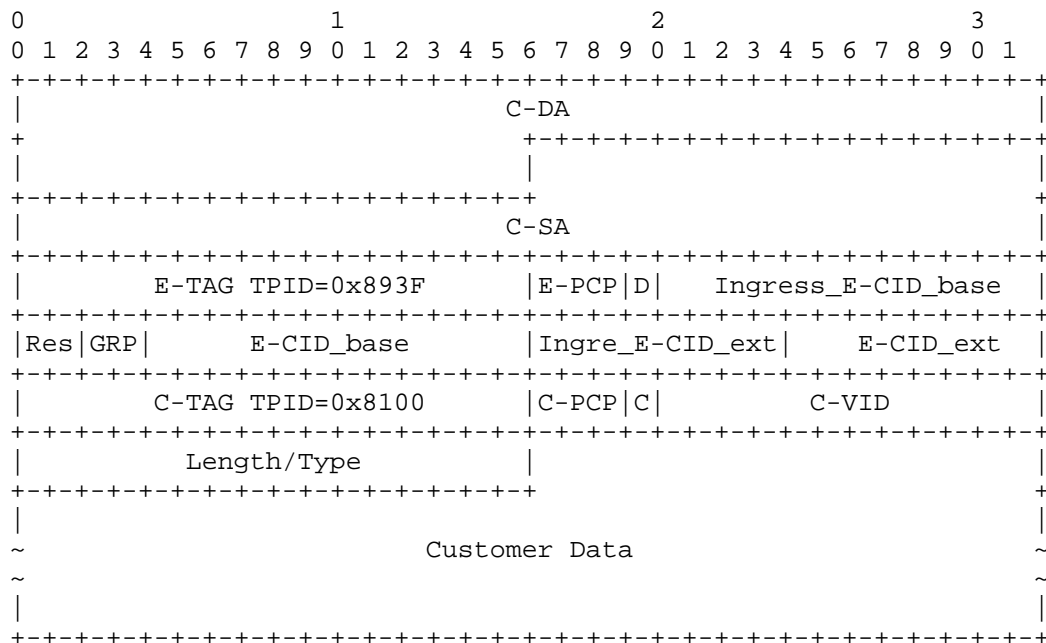 0                   1                   2                   3
0 1 2 3 4 5 6 7 8 9 0 1 2 3 4 5 6 7 8 9 0 1 2 3 4 5 6 7 8 9 0 1
+-+-+-+-+-+-+-+-+-+-+-+-+-+-+-+-+-+-+-+-+-+-+-+-+-+-+-+-+-+-+-+-+
|                              C-DA                             |
+                               +-+-+-+-+-+-+-+-+-+-+-+-+-+-+-+-+
|                               |                               |
+-+-+-+-+-+-+-+-+-+-+-+-+-+-+-+-+                               +
|                              C-SA                             |
+-+-+-+-+-+-+-+-+-+-+-+-+-+-+-+-+-+-+-+-+-+-+-+-+-+-+-+-+-+-+-+-+
|        E-TAG TPID=0x893F      |E-PCP|D|   Ingress_E-CID_base  |
+-+-+-+-+-+-+-+-+-+-+-+-+-+-+-+-+-+-+-+-+-+-+-+-+-+-+-+-+-+-+-+-+
|Res|GRP|      E-CID_base       |Ingre_E-CID_ext|    E-CID_ext  |
+-+-+-+-+-+-+-+-+-+-+-+-+-+-+-+-+-+-+-+-+-+-+-+-+-+-+-+-+-+-+-+-+
|        C-TAG TPID=0x8100      |C-PCP|C|         C-VID         |
+-+-+-+-+-+-+-+-+-+-+-+-+-+-+-+-+-+-+-+-+-+-+-+-+-+-+-+-+-+-+-+-+
|          Length/Type          |                               |
+-+-+-+-+-+-+-+-+-+-+-+-+-+-+-+-+                               +
|                                                               |
~                         Customer Data                         ~
~                                                               ~
|                                                               |
+-+-+-+-+-+-+-+-+-+-+-+-+-+-+-+-+-+-+-+-+-+-+-+-+-+-+-+-+-+-+-+-+